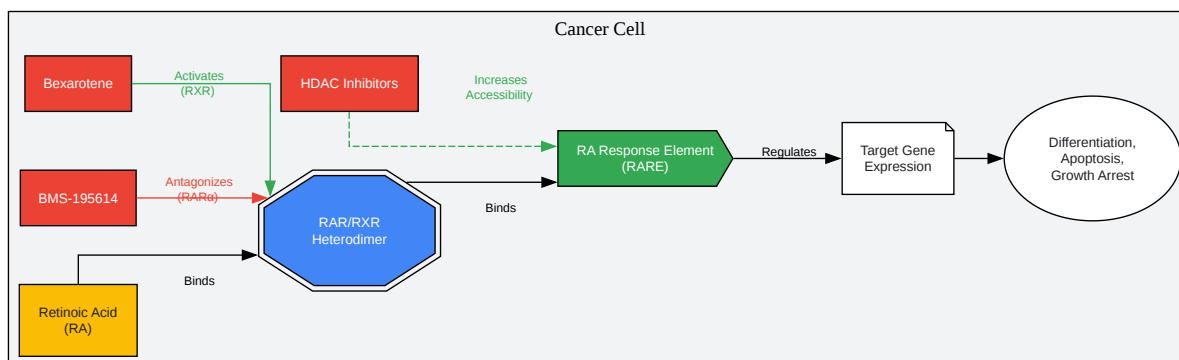 Cancer Cell
Bexarotene
Activates
(RXR)
HDAC Inhibitors
Increases
Accessibility
RA Response Element
(RARE)
Regulates
Target Gene
Expression
Differentiation,
Apoptosis,
Growth Arrest
BMS-195614
Antagonizes
(RARα)
RAR/RXR
Heterodimer
Binds
Binds
Retinoic Acid
(RA)